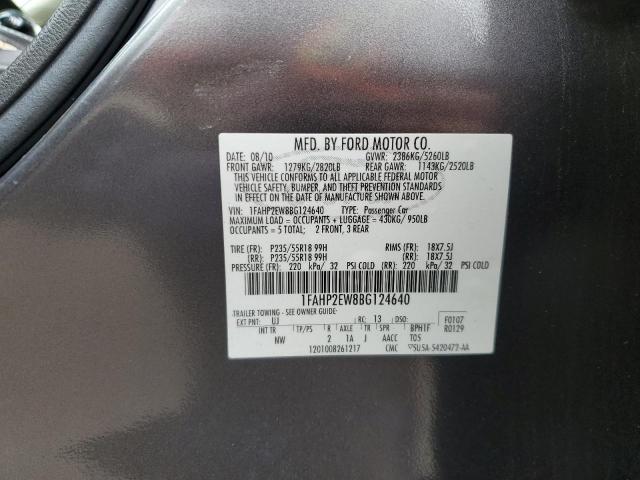 MFD. BY FORD MOTOR CO.
DATE: 08/10 GVWR: 2386KG/5260LB
FRONT GAWR: 1279KG/2820LB REAR GAWR: 1143KG/2520LB
THIS VEHICLE CONFORMS TO ALL APPLICABLE FEDERAL MOTOR
VEHICLE SAFETY, BUMPER, AND THEFT PREVENTION STANDARDS
IN EFFECT ON THE DATE OF MANUFACTURE SHOWN ABOVE.
VIN: 1FAHP2EW8BG124640 TYPE: Passenger Car
MAXIMUM LOAD = OCCUPANTS + LUGGAGE = 430KG/ 950LB
OCCUPANTS = 5 TOTAL; 2 FRONT, 3 REAR
TIRE (FR): P235/55R18 99H RIMS (FR): 18X7.5J
(RR): P235/55R18 99H (RR): 18X7.5J
PRESSURE (FR): 220 kPa/ 32 PSI COLD (RR): 220 kPa/ 32 PSI COLD
1FAHP2EW8BG124640
TRAILER TOWING - SEE OWNER GUIDE
EXT PNT: UJ RC: 13 DSO: F0107
INT TR TP/PS R AXLE TR SPR BPHTF R0129
NW 2 1A J AACC TOS
1201008261217 CMC 5U5A-5420472-AA